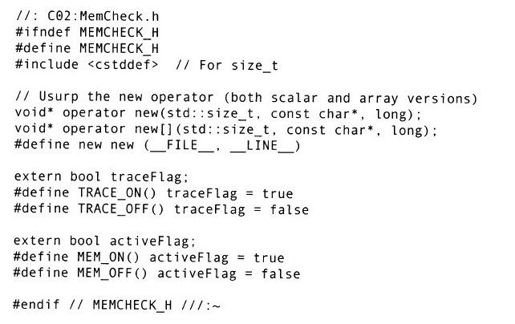 //: C02:MemCheck.h
#ifndef MEMCHECK_H
#define MEMCHECK_H
#include <cstddef>  // For size_t

// Usurp the new operator (both scalar and array versions)
void* operator new(std::size_t, const char*, long);
void* operator new[](std::size_t, const char*, long);
#define new new (__FILE__, __LINE__)

extern bool traceFlag;
#define TRACE_ON() traceFlag = true
#define TRACE_OFF() traceFlag = false

extern bool activeFlag;
#define MEM_ON() activeFlag = true
#define MEM_OFF() activeFlag = false

#endif // MEMCHECK_H ///:~